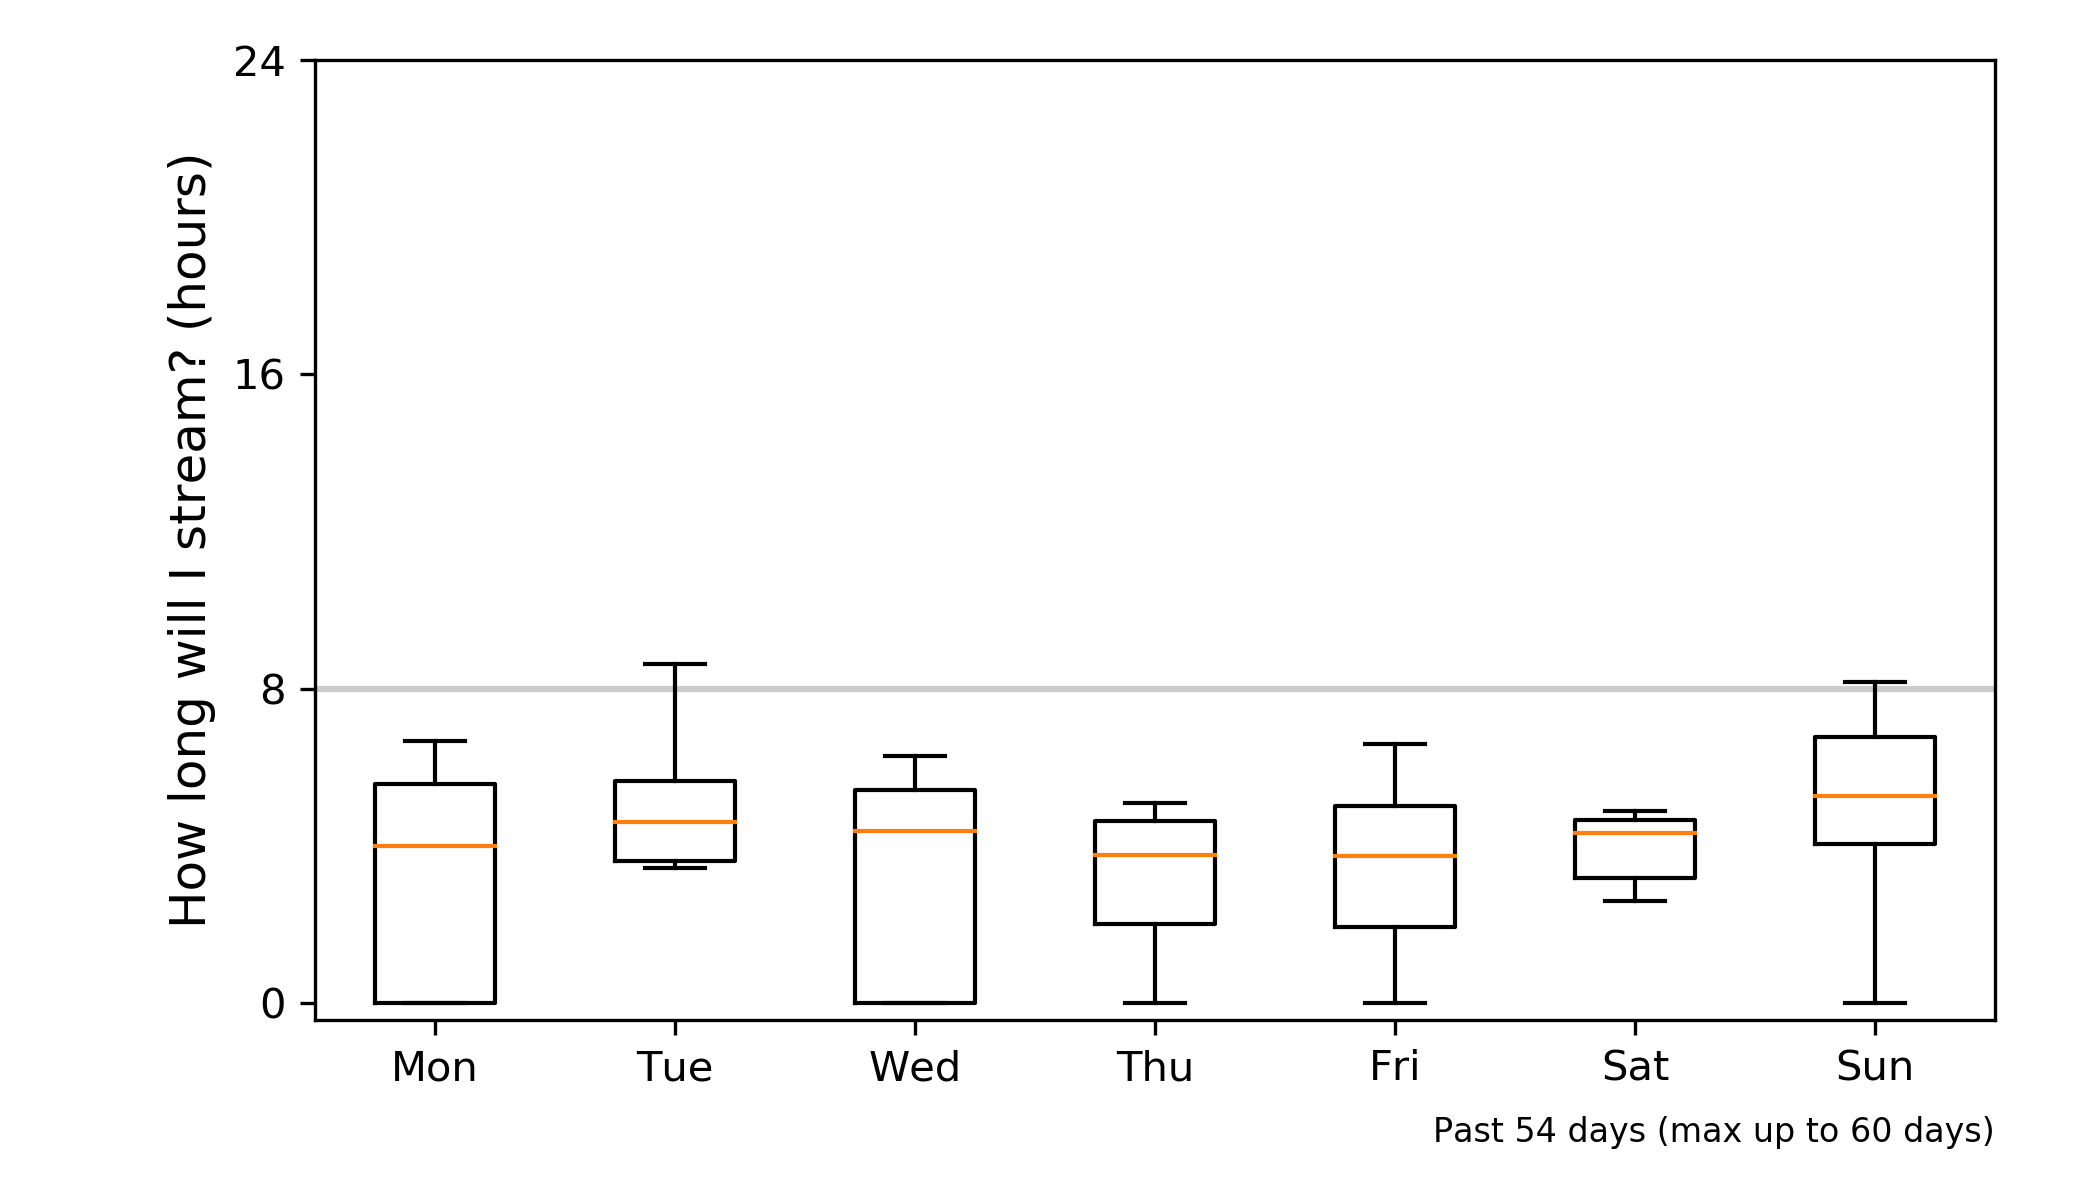 How long will I stream? (hours)
24
16
8
0
Mon Tue Wed Thu Fri Sat Sun
Past 54 days (max up to 60 days)